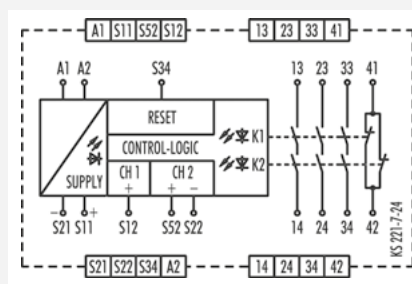 A1 S11 S52 S12 13 23 33 41
A1 A2 S34 13 23 33 41
RESET
CONTROL-LOGIC
K1
CH 1 CH 2 K2
SUPPLY + + −
− + 
S21 S11 S12 S52 S22 14 24 34 42
KS 221-7-24
S21 S22 S34 A2 14 24 34 42